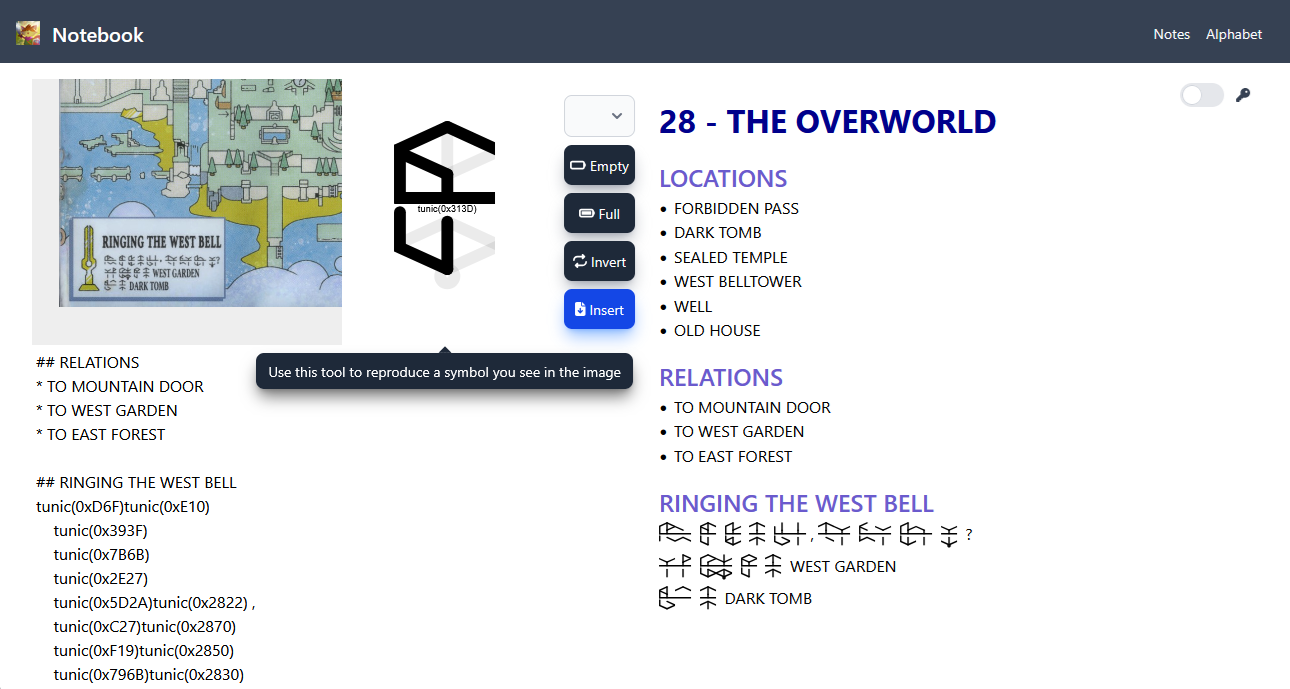 Notebook
Notes Alphabet
RINGING THE WEST BELL
WEST GARDEN
DARK TOMB
tunic(0x313D)
Empty
Full
Invert
Insert
Use this tool to reproduce a symbol you see in the image
## RELATIONS
* TO MOUNTAIN DOOR
* TO WEST GARDEN
* TO EAST FOREST
## RINGING THE WEST BELL
tunic(0xD6F)tunic(0xE10)
tunic(0x393F)
tunic(0x7B6B)
tunic(0x2E27)
tunic(0x5D2A)tunic(0x2822) ,
tunic(0xC27)tunic(0x2870)
tunic(0xF19)tunic(0x2850)
tunic(0x796B)tunic(0x2830)
28 - THE OVERWORLD
LOCATIONS
• FORBIDDEN PASS
• DARK TOMB
• SEALED TEMPLE
• WEST BELLTOWER
• WELL
• OLD HOUSE
RELATIONS
• TO MOUNTAIN DOOR
• TO WEST GARDEN
• TO EAST FOREST
RINGING THE WEST BELL
, ?
WEST GARDEN
DARK TOMB